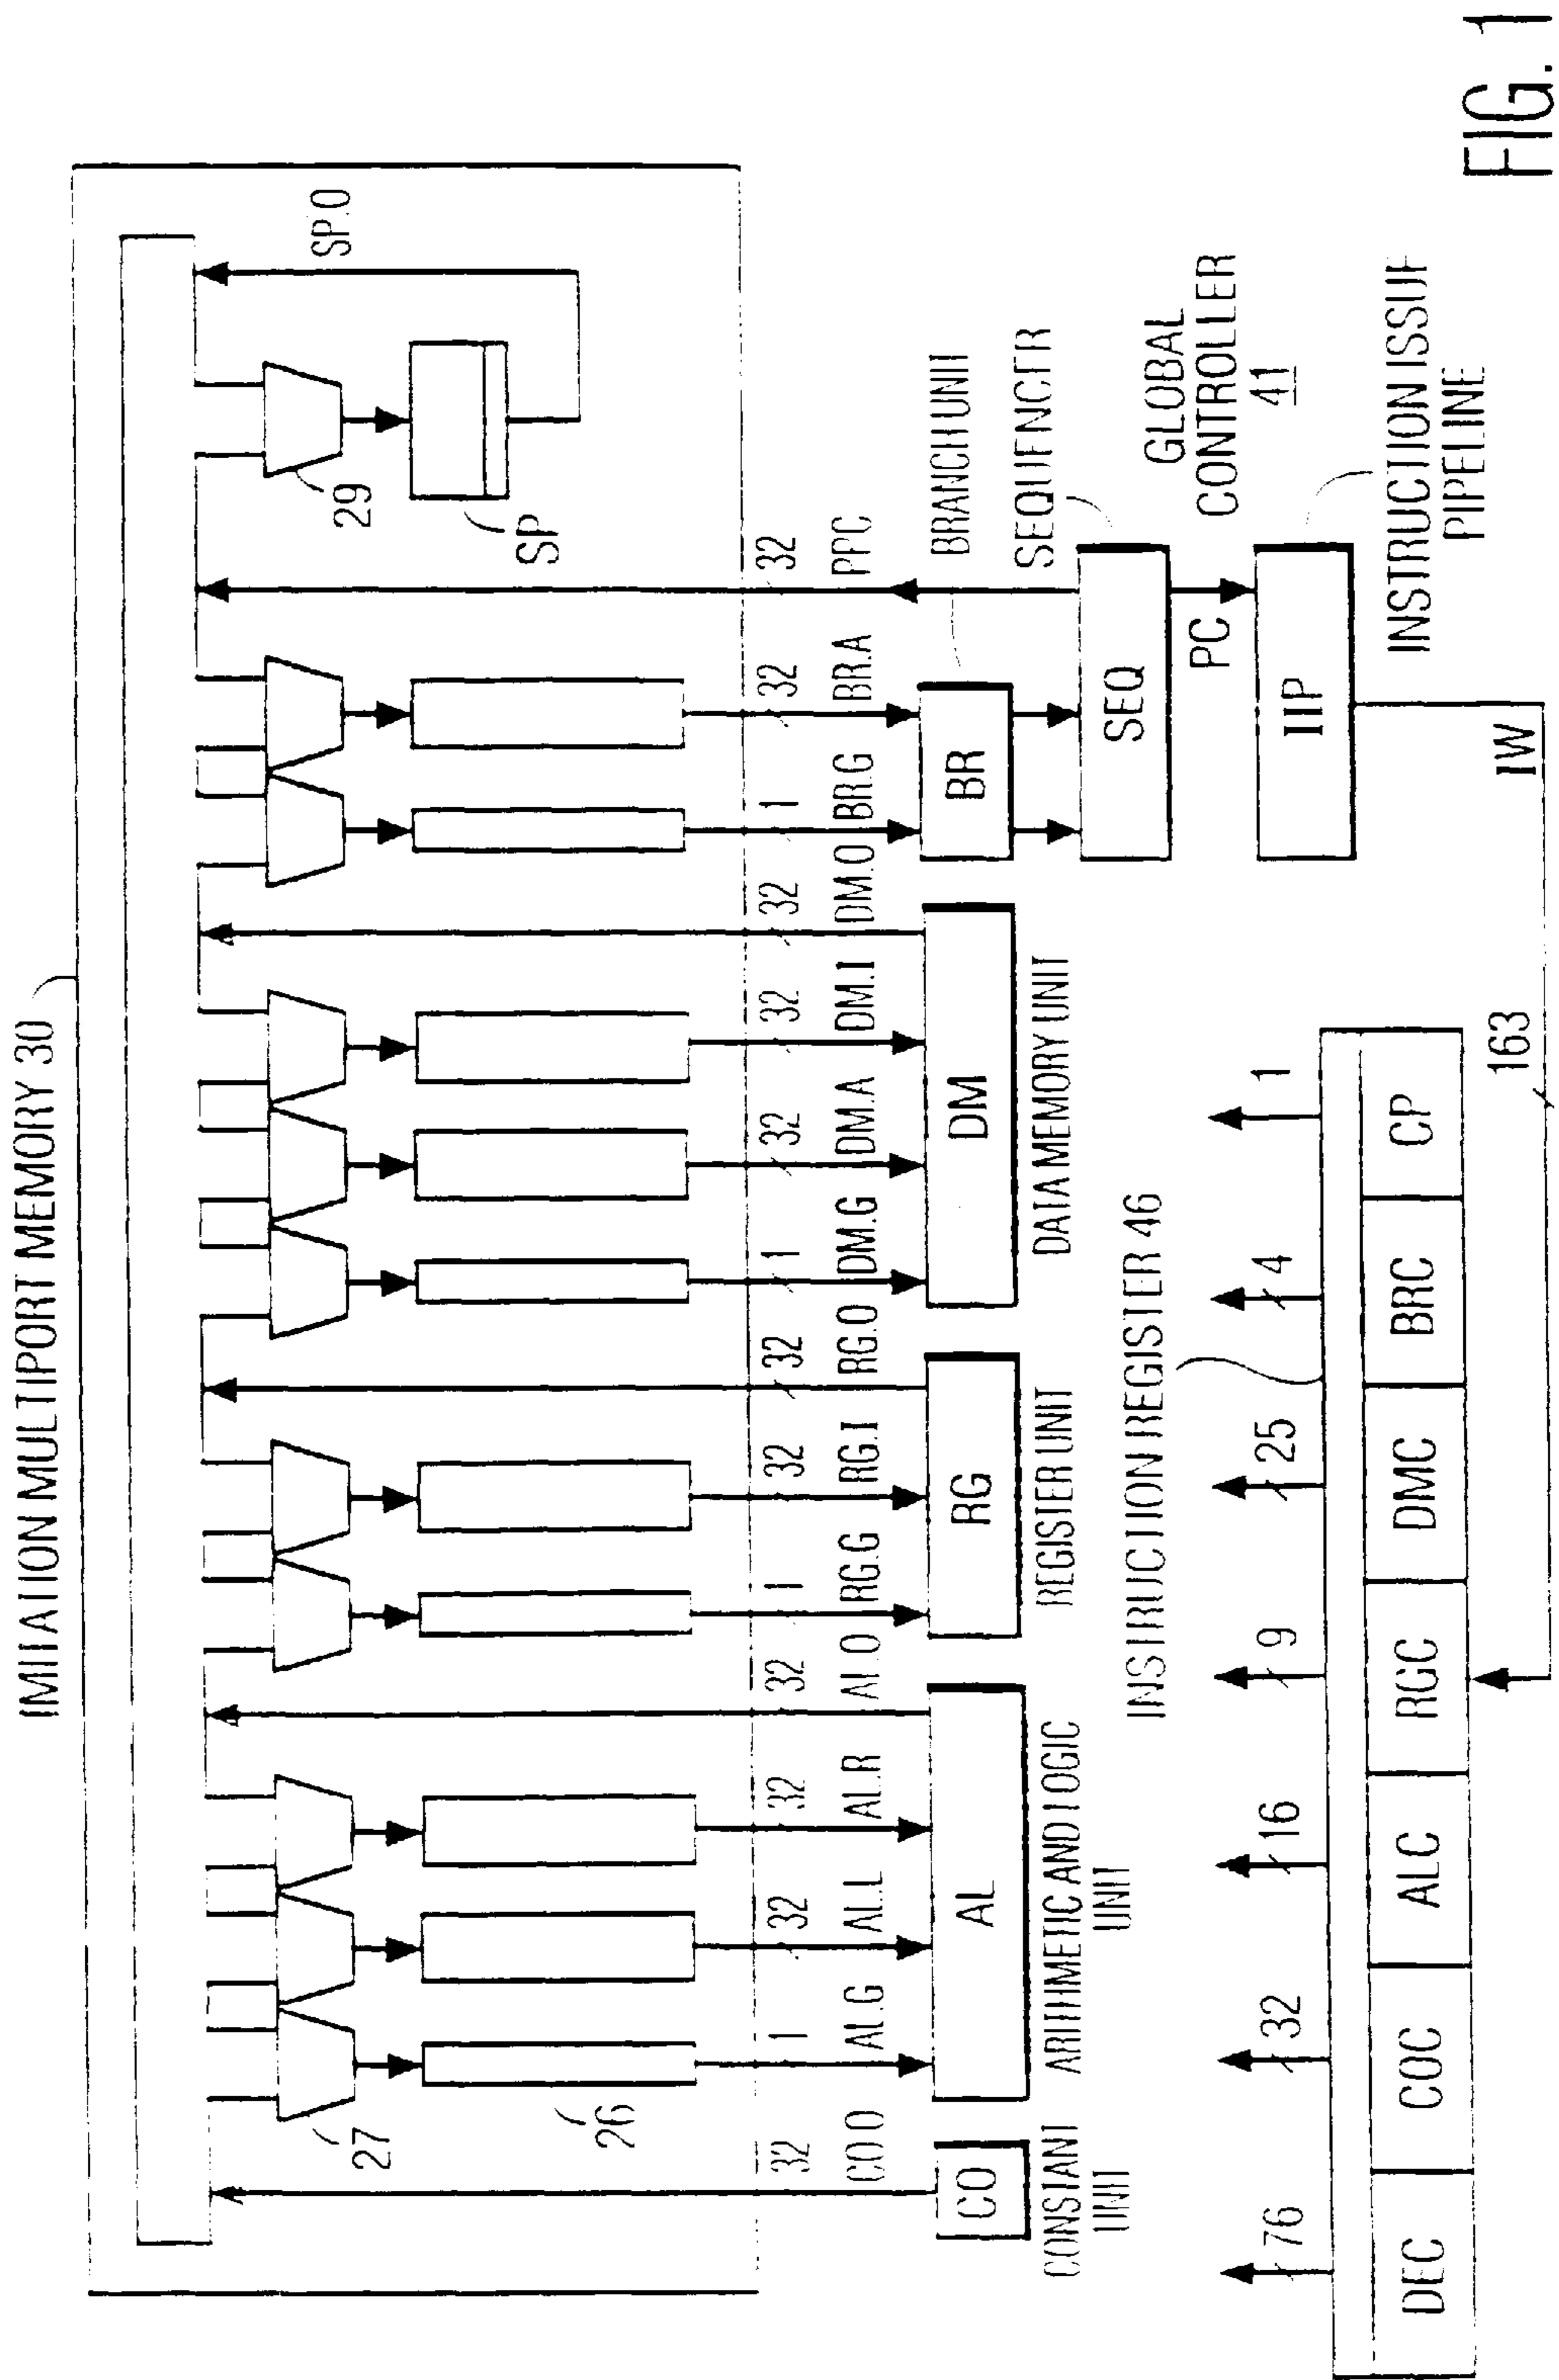 IMITATION MULTIPORT MEMORY 30
SP.O
29
SP
27
26
32
1
32
32
32
1
32
32
1
32
32
32
1
32
32
CO.O
AL.G
AL.L
AL.R
AL.O
RG.G
RG.I
RG.O
DM.G
DM.A
DM.I
DM.O
BR.G
BR.A
PPC
CO
AL
RG
DM
BR
BRANCH UNIT
CONSTANT
UNIT
ARITHMETIC AND LOGIC
UNIT
REGISTER UNIT
DATA MEMORY UNIT
SEQUENCER
SEQ
PC
GLOBAL
CONTROLLER
41
IIP
INSTRUCTION ISSUE
PIPELINE
IW
INSTRUCTION REGISTER 46
76
32
16
9
25
4
1
DEC
COC
ALC
RGC
DMC
BRC
CP
163
FIG. 1